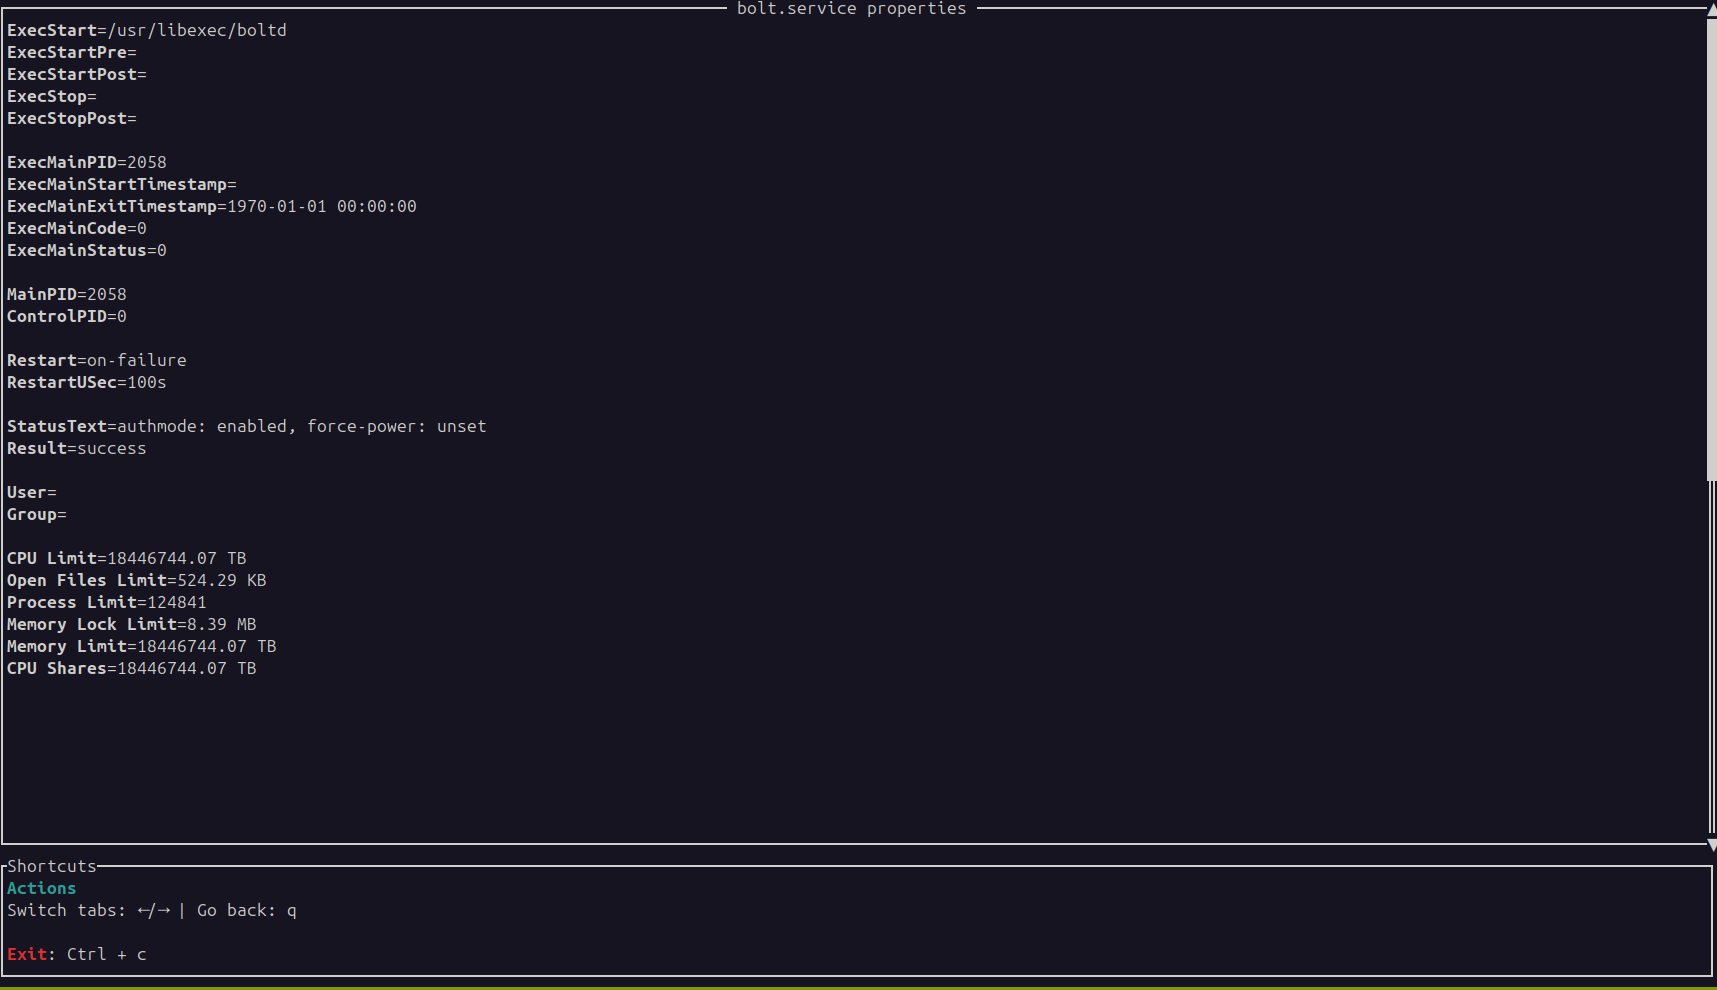 bolt.service properties
ExecStart=/usr/libexec/boltd
ExecStartPre=
ExecStartPost=
ExecStop=
ExecStopPost=
ExecMainPID=2058
ExecMainStartTimestamp=
ExecMainExitTimestamp=1970-01-01 00:00:00
ExecMainCode=0
ExecMainStatus=0
MainPID=2058
ControlPID=0
Restart=on-failure
RestartUSec=100s
StatusText=authmode: enabled, force-power: unset
Result=success
User=
Group=
CPU Limit=18446744.07 TB
Open Files Limit=524.29 KB
Process Limit=124841
Memory Lock Limit=8.39 MB
Memory Limit=18446744.07 TB
CPU Shares=18446744.07 TB
Shortcuts
Actions
Switch tabs: ←/→ | Go back: q
Exit: Ctrl + c